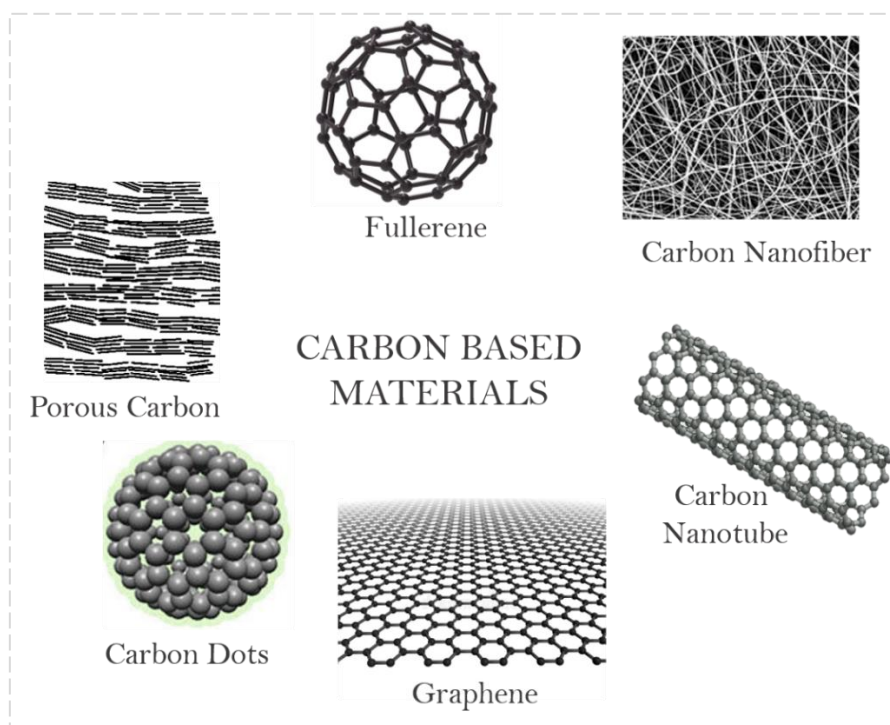 Fullerene
Carbon Nanofiber
Porous Carbon
CARBON BASED
MATERIALS
Carbon
Nanotube
Carbon Dots
Graphene